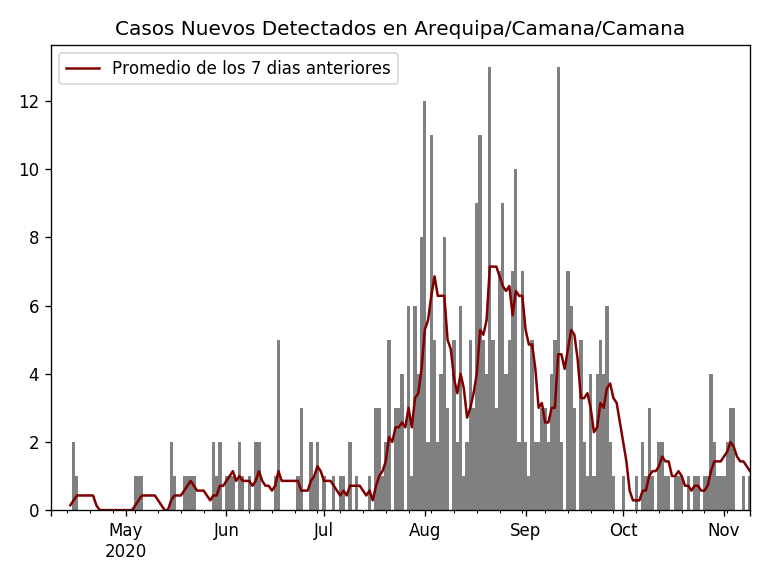 Casos Nuevos Detectados en Arequipa/Camana/Camana
Promedio de los 7 dias anteriores
12
10
8
6
4
2
0
May Jun Jul Aug Sep Oct Nov
2020